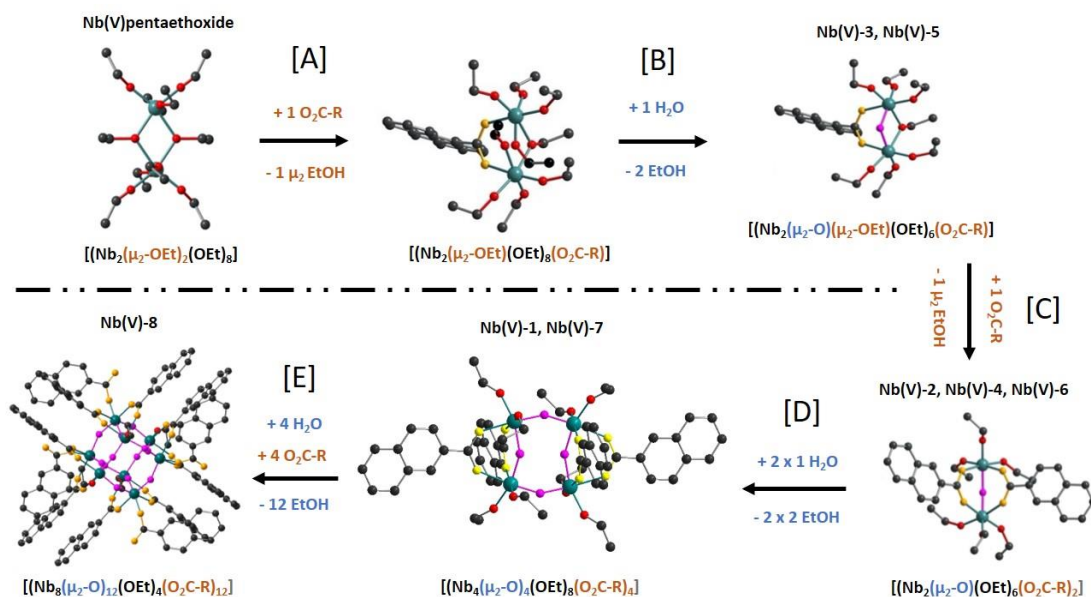 Nb(V)pentaethoxide
[A]
+ 1 O₂C-R
- 1 μ₂ EtOH
[B]
+ 1 H₂O
- 2 EtOH
Nb(V)-3, Nb(V)-5
[(Nb₂(μ₂-OEt)₂(OEt)₈]
[(Nb₂(μ₂-OEt)(OEt)₈(O₂C-R)]
[(Nb₂(μ₂-O)(μ₂-OEt)(OEt)₆(O₂C-R)]
+ 1 O₂C-R
- 1 μ₂ EtOH
[C]
Nb(V)-8
[E]
+ 4 H₂O
+ 4 O₂C-R
- 12 EtOH
Nb(V)-1, Nb(V)-7
[D]
+ 2 x 1 H₂O
- 2 x 2 EtOH
Nb(V)-2, Nb(V)-4, Nb(V)-6
[(Nb₈(μ₂-O)₁₂(OEt)₄(O₂C-R)₁₂]
[(Nb₄(μ₂-O)₄(OEt)₈(O₂C-R)₄]
[(Nb₂(μ₂-O)(OEt)₆(O₂C-R)₂]